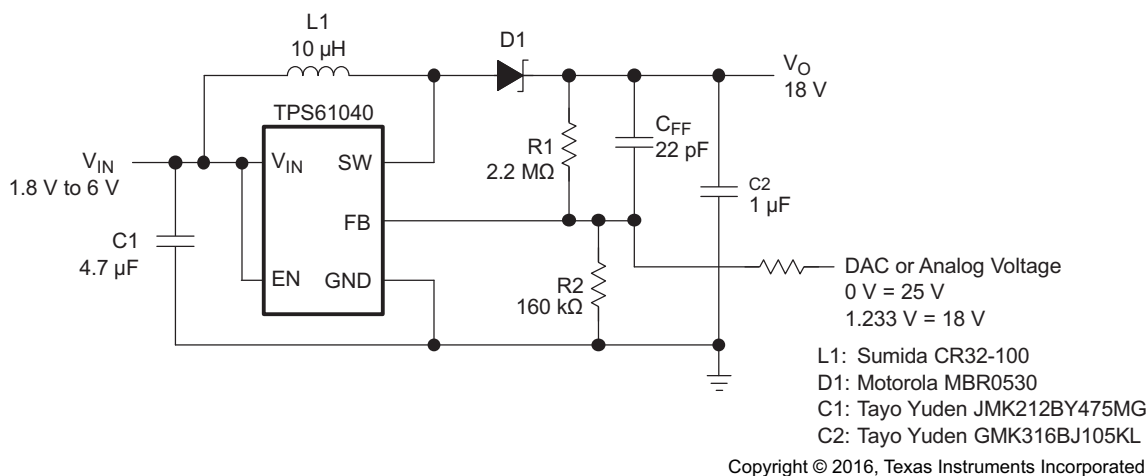 L1
10 µH
D1
V_O
18 V
TPS61040
V_IN
1.8 V to 6 V
V_IN
SW
R1
2.2 MΩ
C_FF
22 pF
C2
1 µF
FB
C1
4.7 µF
EN
GND
R2
160 kΩ
DAC or Analog Voltage
0 V = 25 V
1.233 V = 18 V
L1: Sumida CR32-100
D1: Motorola MBR0530
C1: Tayo Yuden JMK212BY475MG
C2: Tayo Yuden GMK316BJ105KL
Copyright © 2016, Texas Instruments Incorporated